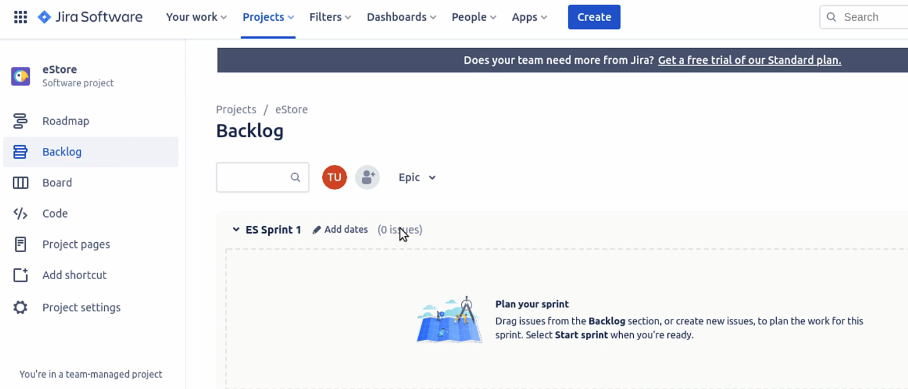 Jira Software Your work Projects Filters Dashboards People Apps Create Search
Does your team need more from Jira? Get a free trial of our Standard plan.
eStore
Software project
Roadmap
Backlog
Board
Code
Project pages
Add shortcut
Project settings
You're in a team-managed project
Projects / eStore
Backlog
TU Epic
ES Sprint 1 Add dates (0 issues)
Plan your sprint
Drag issues from the Backlog section, or create new issues, to plan the work for this
sprint. Select Start sprint when you're ready.